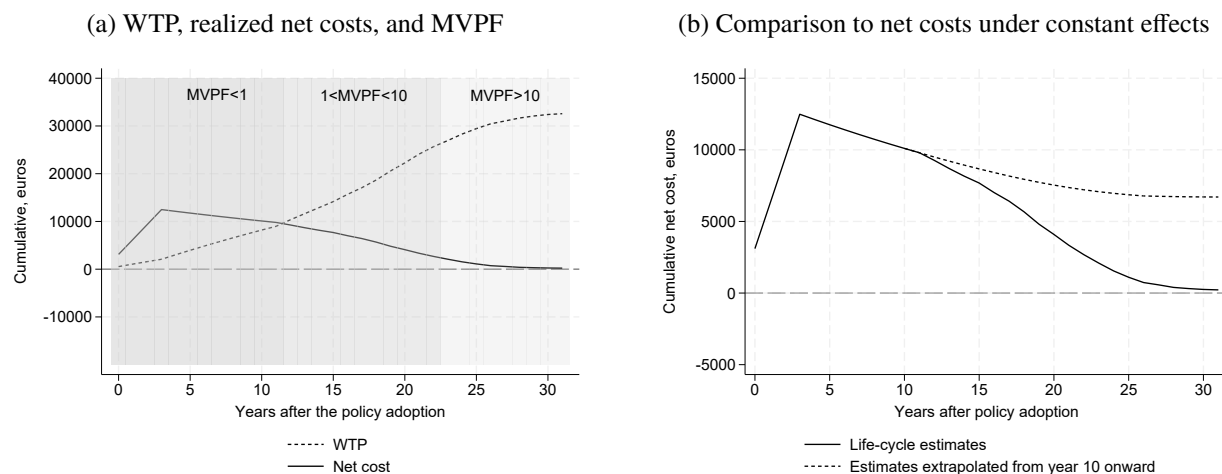 (a) WTP, realized net costs, and MVPF
40000
30000
20000
10000
0
-10000
Cumulative, euros
MVPF<1
1<MVPF<10
MVPF>10
0 5 10 15 20 25 30
Years after the policy adoption
WTP
Net cost
(b) Comparison to net costs under constant effects
15000
10000
5000
0
-5000
Cumulative net cost, euros
0 5 10 15 20 25 30
Years after policy adoption
Life-cycle estimates
Estimates extrapolated from year 10 onward